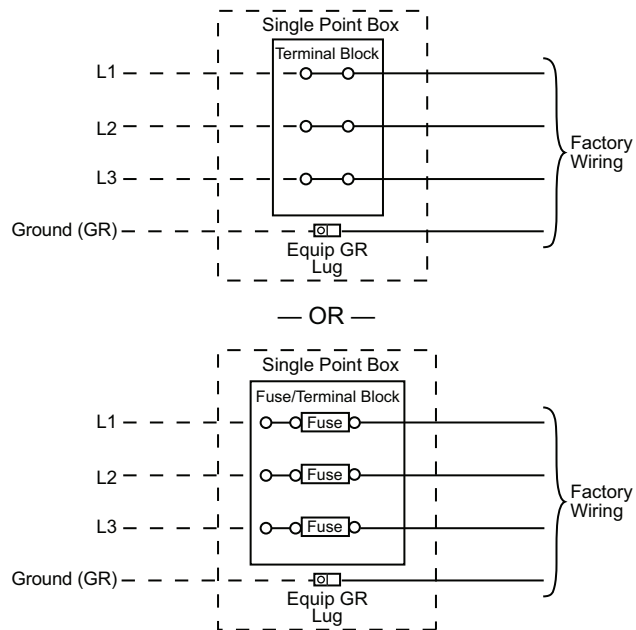 Single Point Box
Terminal Block
L1
L2
L3
Factory
Wiring
Ground (GR)
Equip GR
Lug
— OR —
Single Point Box
Fuse/Terminal Block
L1
Fuse
L2
Fuse
L3
Fuse
Factory
Wiring
Ground (GR)
Equip GR
Lug